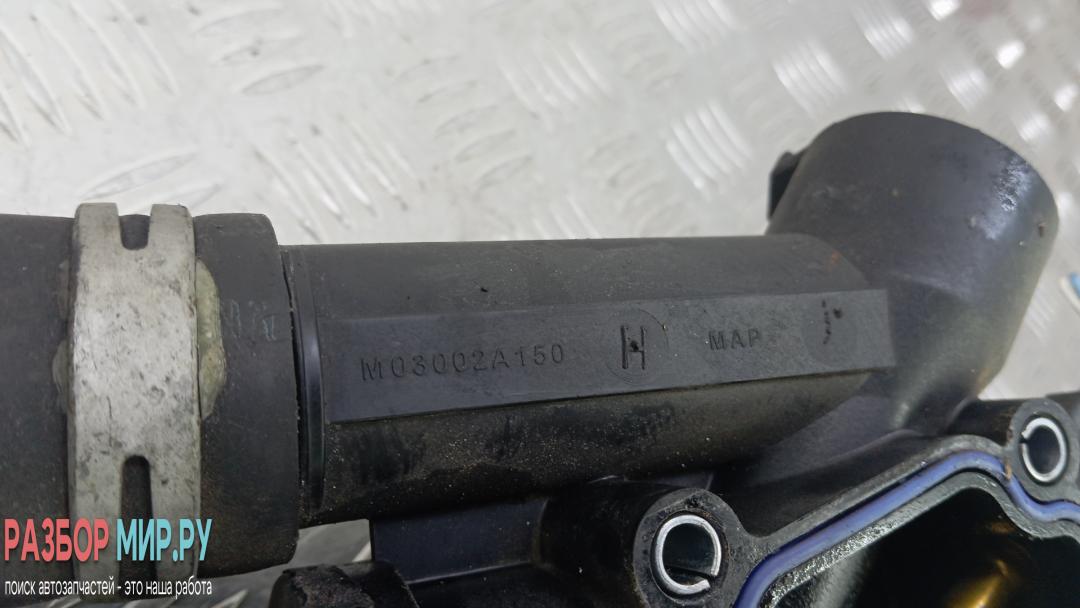 M03002A150 H MAP
РАЗБОР МИР.РУ
поиск автозапчастей - это наша работа